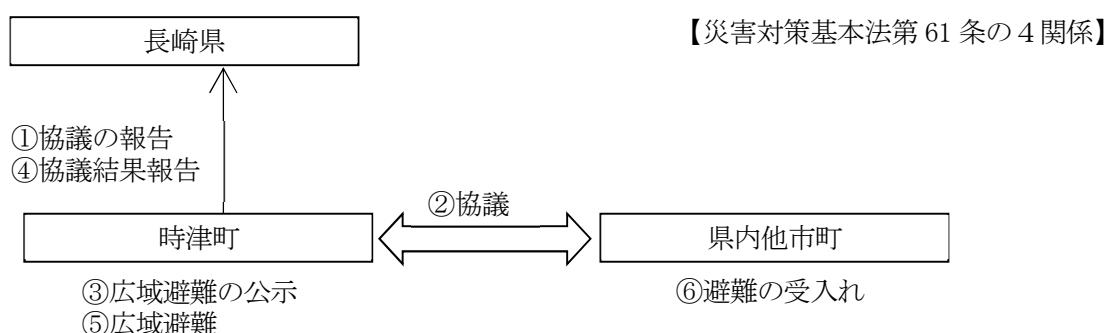 長崎県
【災害対策基本法第 61 条の４関係】
①協議の報告
④協議結果報告
②協議
時津町
県内他市町
③広域避難の公示
⑤広域避難
⑥避難の受入れ